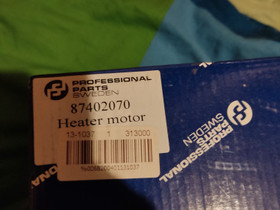 PROFESSIONAL
PARTS
SWEDEN
87402070
Heater motor
13-1037 1 313000
PROFESSIONAL
PARTS
SWEDEN